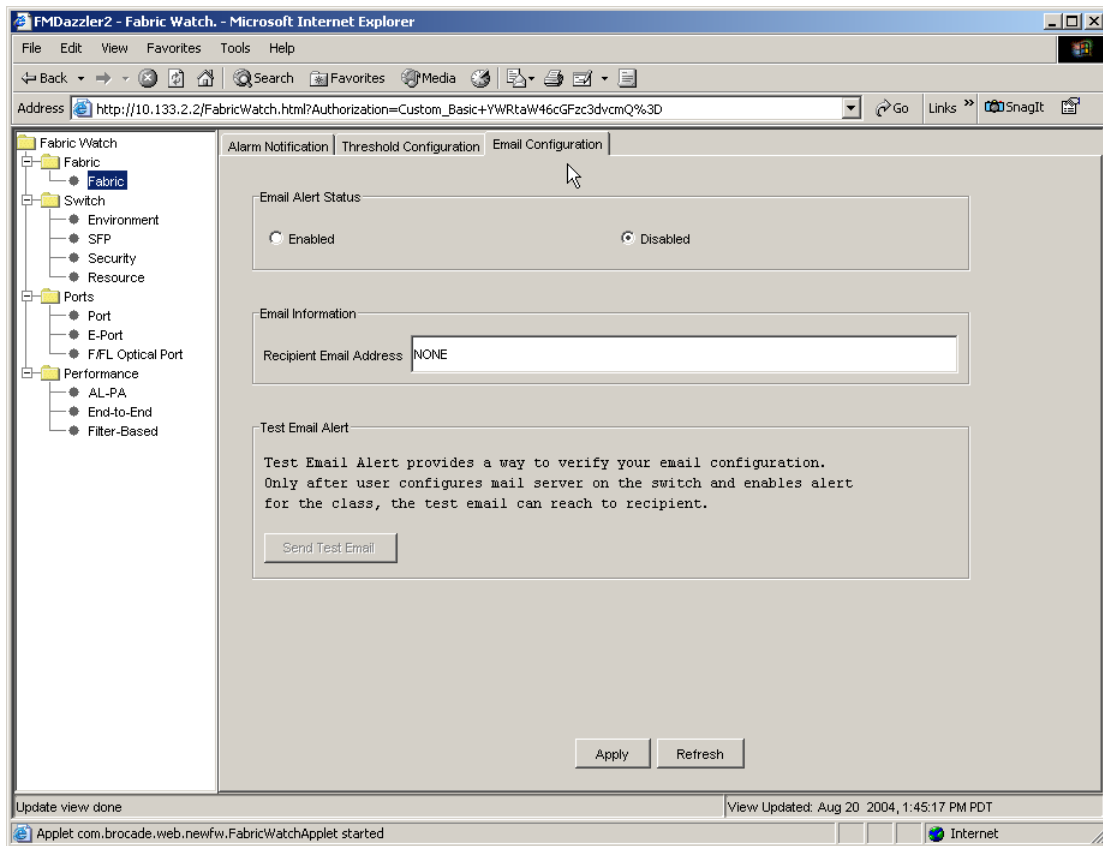 FMDazzler2 - Fabric Watch. - Microsoft Internet Explorer
File Edit View Favorites Tools Help
Back Search Favorites Media
Address http://10.133.2.2/FabricWatch.html?Authorization=Custom_Basic+YWRtaW46cGFzc3dvcmQ%3D Go Links » SnagIt
Fabric Watch
Fabric
Fabric
Switch
Environment
SFP
Security
Resource
Ports
Port
E-Port
F/FL Optical Port
Performance
AL-PA
End-to-End
Filter-Based
Alarm Notification Threshold Configuration Email Configuration
Email Alert Status
Enabled Disabled
Email Information
Recipient Email Address NONE
Test Email Alert
Test Email Alert provides a way to verify your email configuration.
Only after user configures mail server on the switch and enables alert
for the class, the test email can reach to recipient.
Send Test Email
Apply Refresh
Update view done View Updated: Aug 20 2004, 1:45:17 PM PDT
Applet com.brocade.web.newfw.FabricWatchApplet started Internet